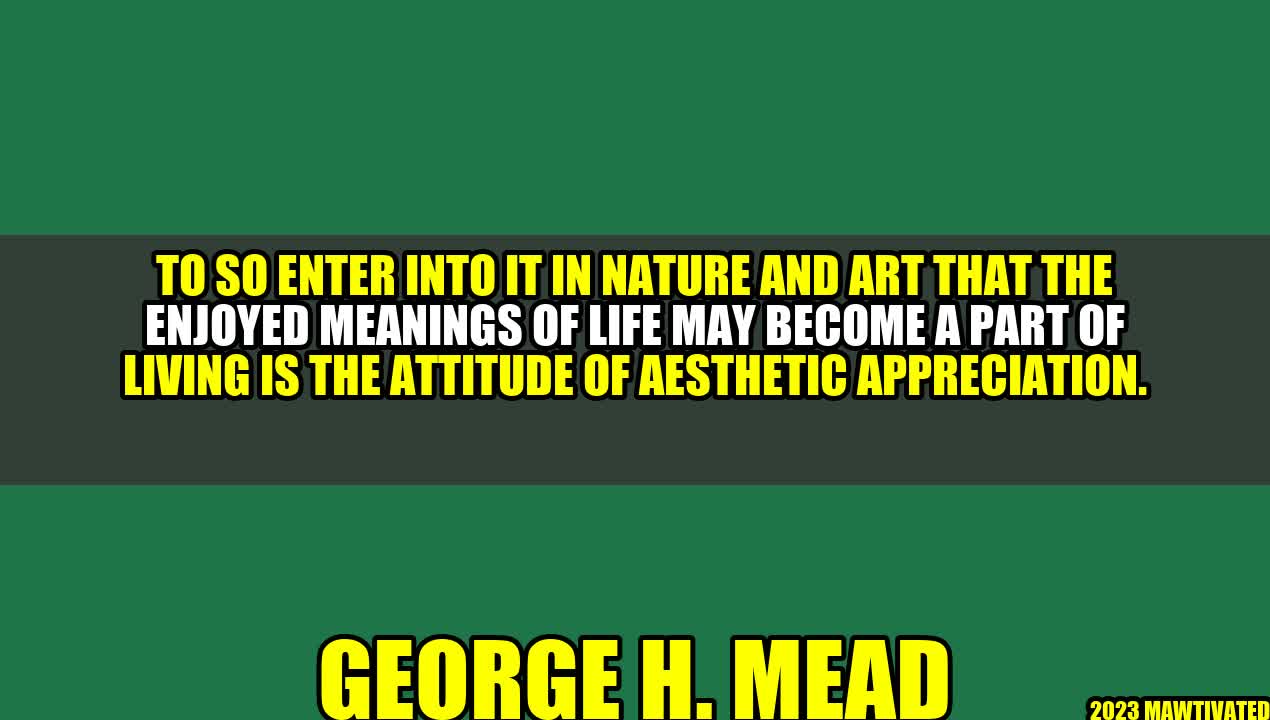 TO SO ENTER INTO IT IN NATURE AND ART THAT THE
ENJOYED MEANINGS OF LIFE MAY BECOME A PART OF
LIVING IS THE ATTITUDE OF AESTHETIC APPRECIATION.
GEORGE H. MEAD
2023 MAWTIVATED